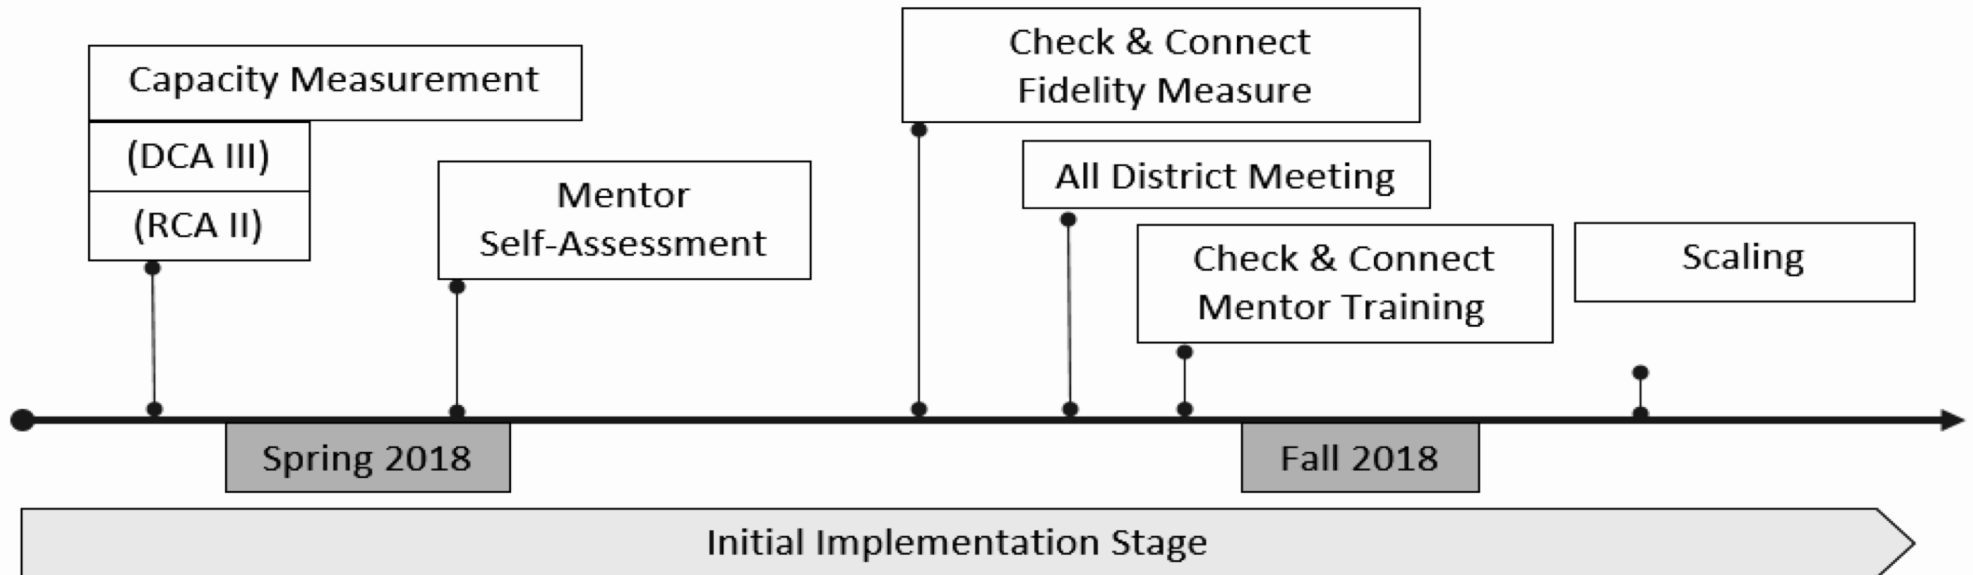 Capacity Measurement
(DCA III)
(RCA II)
Mentor
Self-Assessment
Check & Connect
Fidelity Measure
All District Meeting
Check & Connect
Mentor Training
Scaling
Spring 2018
Fall 2018
Initial Implementation Stage